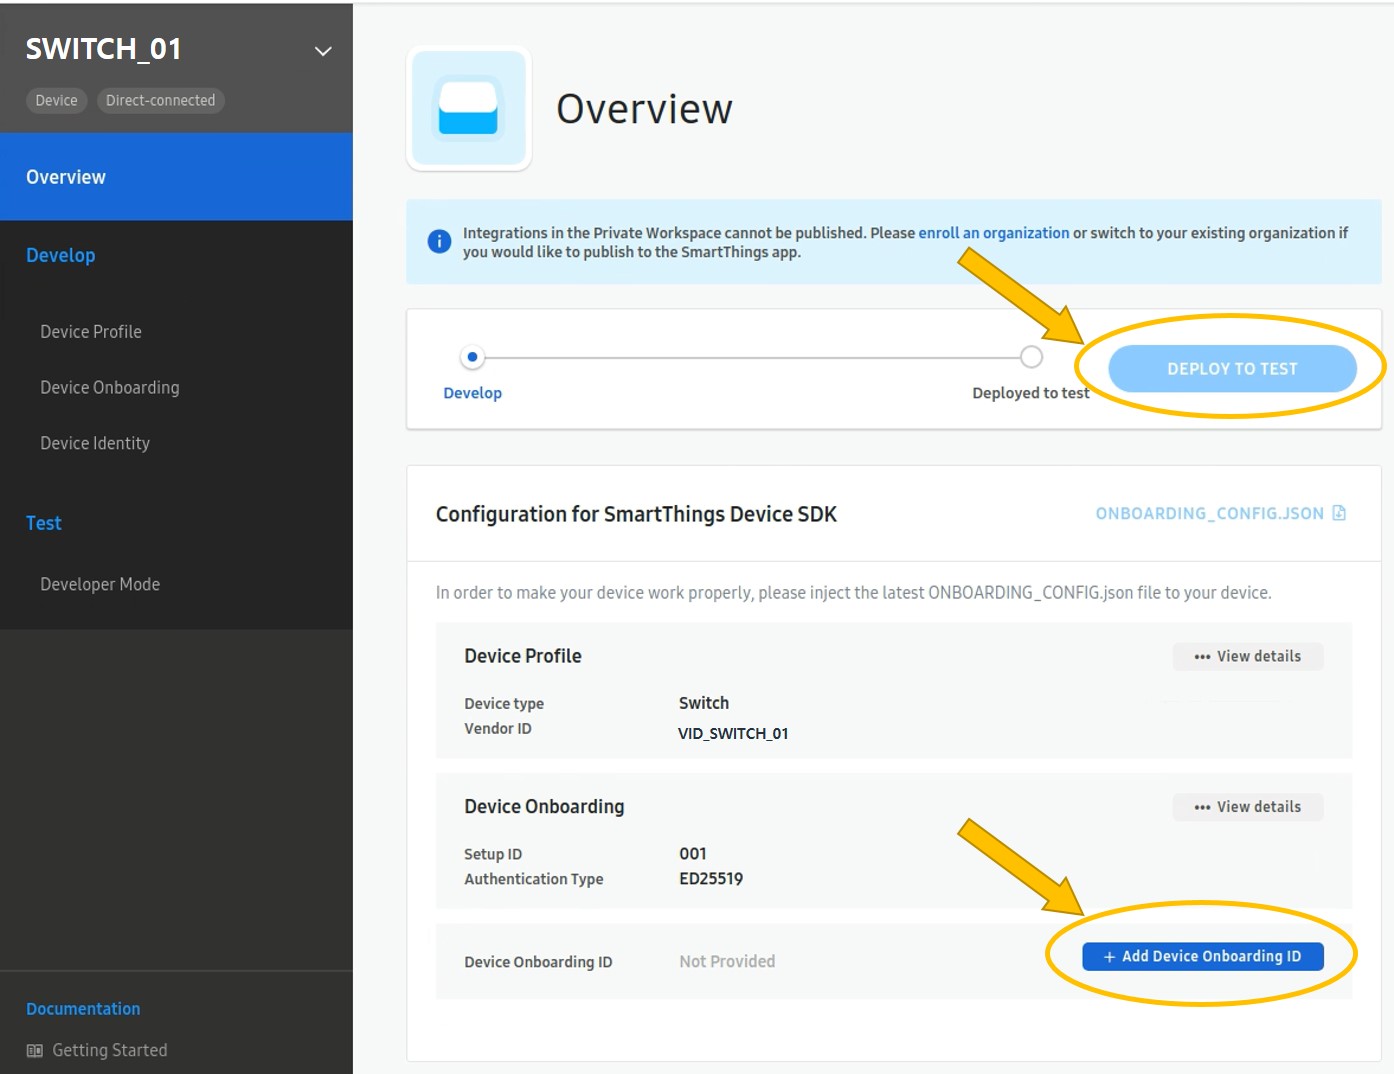 SWITCH_01
Device
Direct-connected
Overview
Develop
Device Profile
Device Onboarding
Device Identity
Test
Developer Mode
Documentation
Getting Started
Overview
i
Integrations in the Private Workspace cannot be published. Please enroll an organization or switch to your existing organization if
you would like to publish to the SmartThings app.
Develop
Deployed to test
DEPLOY TO TEST
Configuration for SmartThings Device SDK
ONBOARDING_CONFIG.JSON
In order to make your device work properly, please inject the latest ONBOARDING_CONFIG.json file to your device.
Device Profile
••• View details
Device type Switch
Vendor ID VID_SWITCH_01
Device Onboarding
••• View details
Setup ID 001
Authentication Type ED25519
Device Onboarding ID Not Provided
+ Add Device Onboarding ID